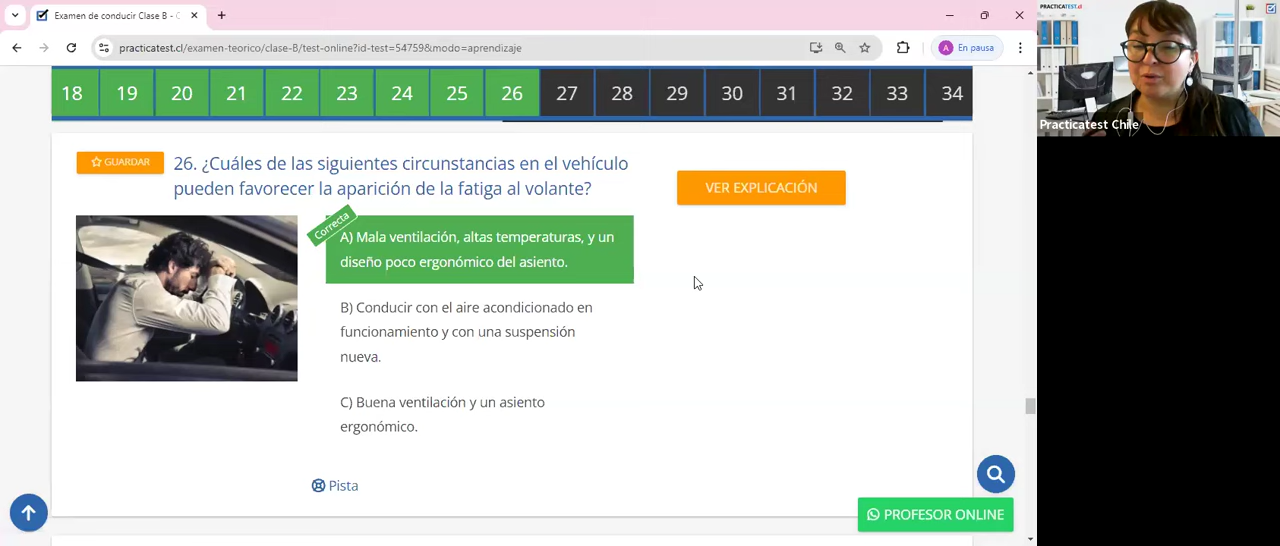 Examen de conducir Clase B - C
practicatest.cl/examen-teorico/clase-B/test-online?id-test=54759&modo=aprendizaje
A
En pausa
18 19 20 21 22 23 24 25 26 27 28 29 30 31 32 33 34
GUARDAR
26. ¿Cuáles de las siguientes circunstancias en el vehículo
pueden favorecer la aparición de la fatiga al volante?
VER EXPLICACIÓN
Correcta
A) Mala ventilación, altas temperaturas, y un
diseño poco ergonómico del asiento.
B) Conducir con el aire acondicionado en
funcionamiento y con una suspensión
nueva.
C) Buena ventilación y un asiento
ergonómico.
Pista
PROFESOR ONLINE
PRACTICATEST.cl
Practicatest Chile